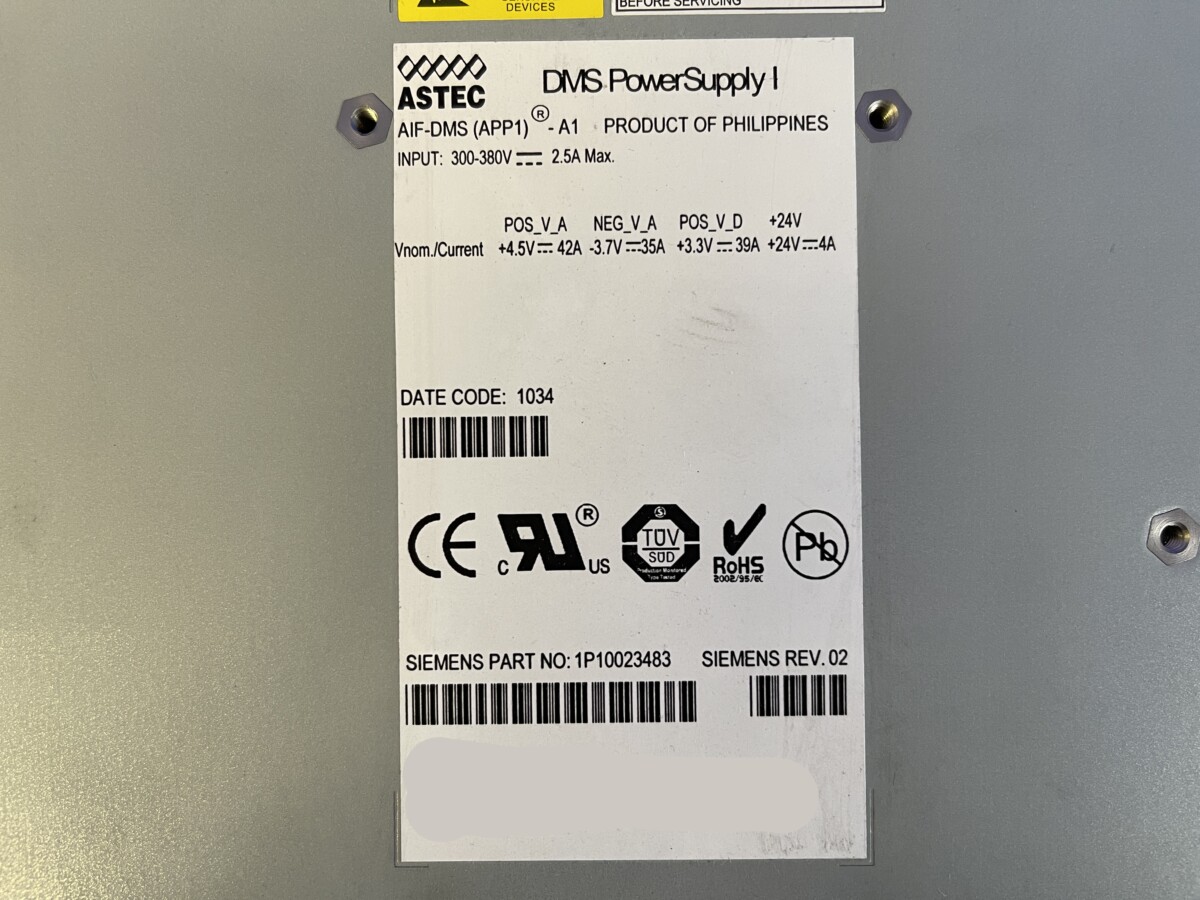 DEVICES
BEFORE SERVICING
ASTEC
DMS PowerSupply I
AIF-DMS (APP1) ® - A1 PRODUCT OF PHILIPPINES
INPUT: 300-380V 2.5A Max.
POS_V_A NEG_V_A POS_V_D +24V
Vnom./Current +4.5V 42A -3.7V 35A +3.3V 39A +24V 4A
DATE CODE: 1034
CE
C RU ® US
S
TÜV
SÜD
Production Monitored
Type Tested
RoHS
2002/95/EC
Pb
SIEMENS PART NO: 1P10023483 SIEMENS REV. 02